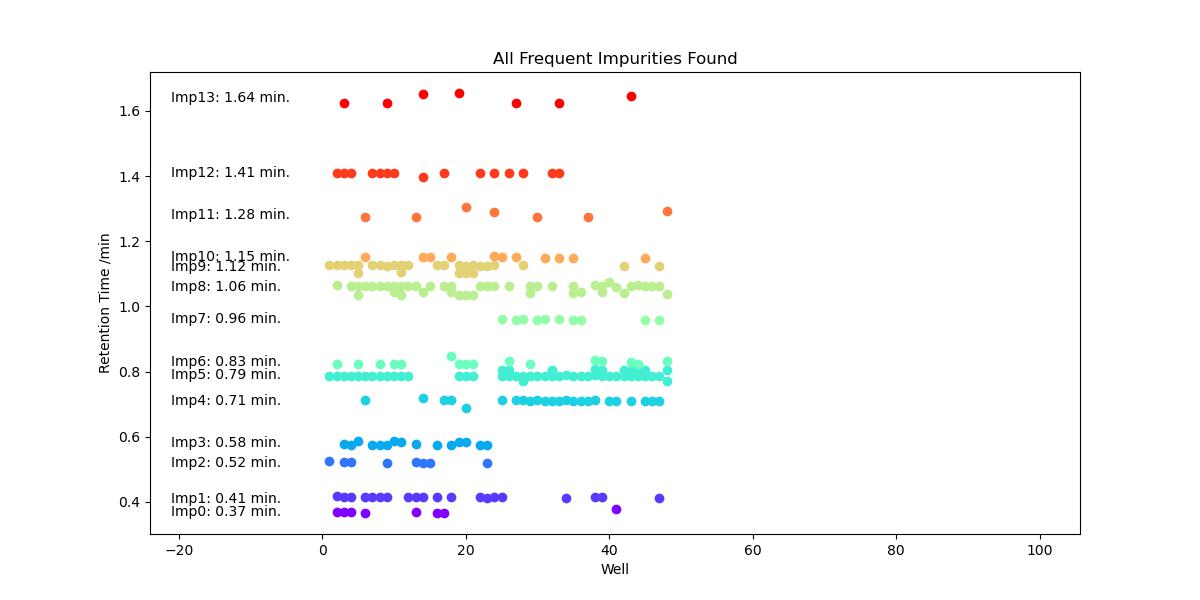 All Frequent Impurities Found
Imp13: 1.64 min.
1.6
Imp12: 1.41 min.
1.4
Imp11: 1.28 min.
1.2
Imp10: 1.15 min.
Imp9: 1.12 min.
Imp8: 1.06 min.
1.0
Imp7: 0.96 min.
Imp6: 0.83 min.
Imp5: 0.79 min.
0.8
Imp4: 0.71 min.
0.6
Imp3: 0.58 min.
Imp2: 0.52 min.
Imp1: 0.41 min.
0.4
Imp0: 0.37 min.
Retention Time /min
−20 0 20 40 60 80 100
Well